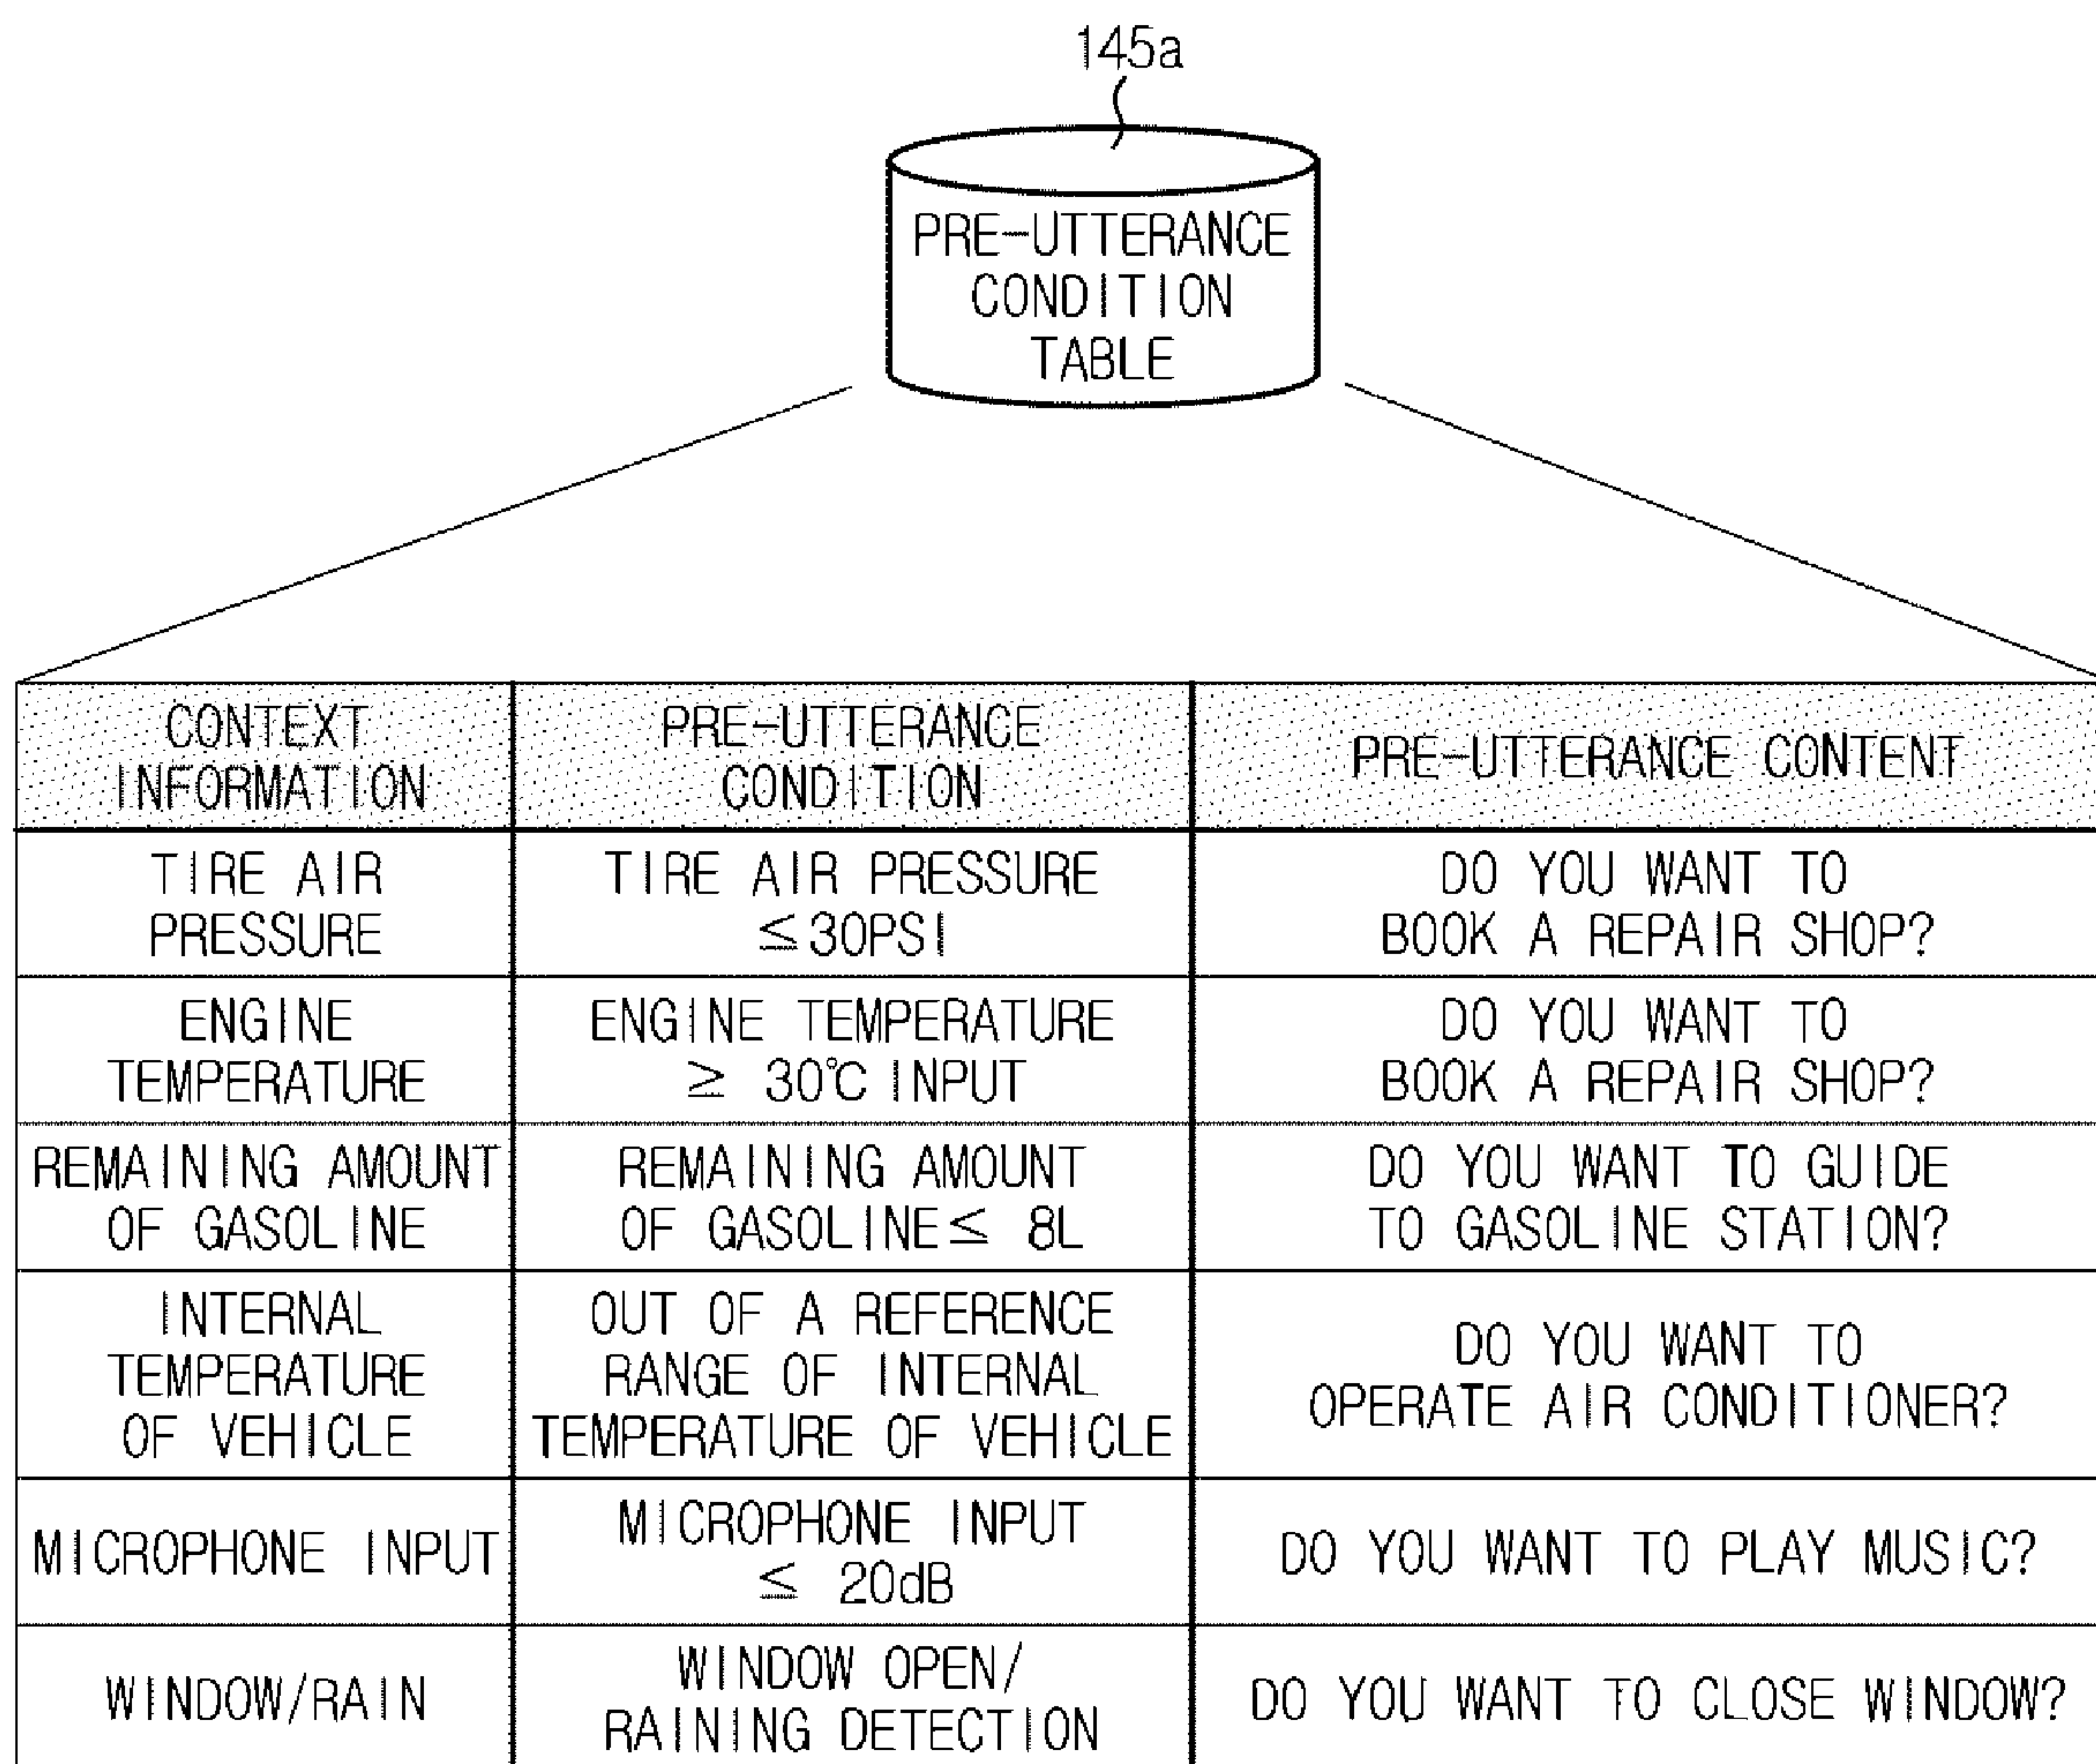 145a
PRE-UTTERANCE
CONDITION
TABLE
CONTEXT
INFORMATION
PRE-UTTERANCE
CONDITION
PRE-UTTERANCE CONTENT
TIRE AIR
PRESSURE
TIRE AIR PRESSURE
≤30PSI
DO YOU WANT TO
BOOK A REPAIR SHOP?
ENGINE
TEMPERATURE
ENGINE TEMPERATURE
≥ 30℃ INPUT
DO YOU WANT TO
BOOK A REPAIR SHOP?
REMAINING AMOUNT
OF GASOLINE
REMAINING AMOUNT
OF GASOLINE≤ 8L
DO YOU WANT TO GUIDE
TO GASOLINE STATION?
INTERNAL
TEMPERATURE
OF VEHICLE
OUT OF A REFERENCE
RANGE OF INTERNAL
TEMPERATURE OF VEHICLE
DO YOU WANT TO
OPERATE AIR CONDITIONER?
MICROPHONE INPUT
MICROPHONE INPUT
≤ 20dB
DO YOU WANT TO PLAY MUSIC?
WINDOW/RAIN
WINDOW OPEN/
RAINING DETECTION
DO YOU WANT TO CLOSE WINDOW?